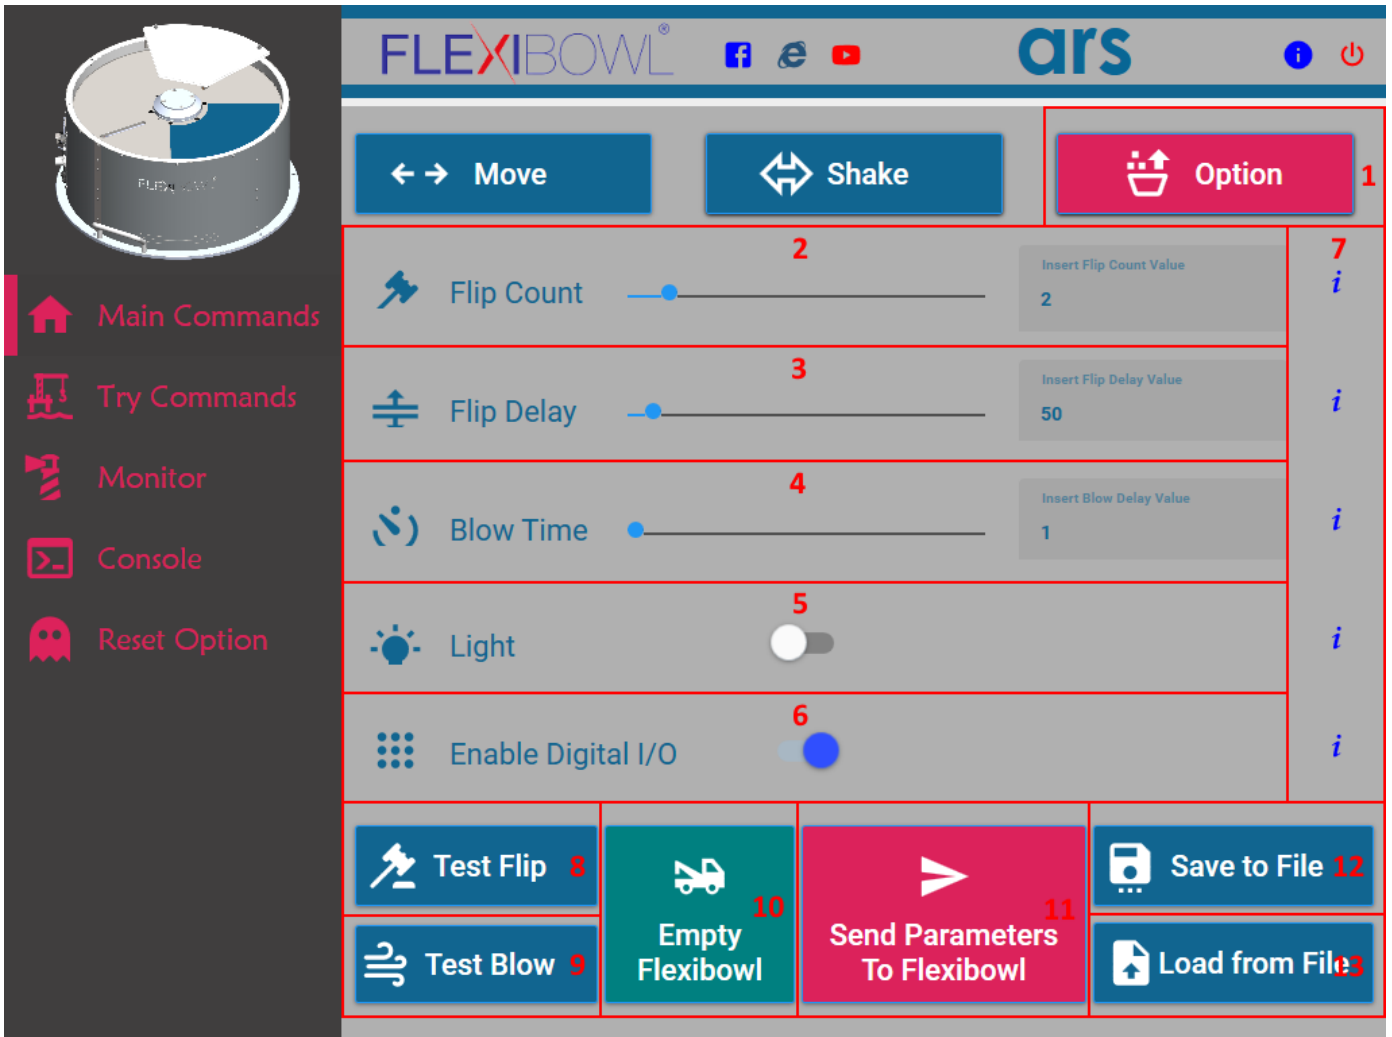 FLEXIBOWL®
ars
Move
Shake
Option
1
2
7
Flip Count
Insert Flip Count Value
2
i
3
Flip Delay
Insert Flip Delay Value
50
i
4
Blow Time
Insert Blow Delay Value
1
i
5
Light
i
6
Enable Digital I/O
i
Main Commands
Try Commands
Monitor
Console
Reset Option
Test Flip 8
Test Blow 9
10
Empty
Flexibowl
11
Send Parameters
To Flexibowl
Save to File 12
Load from File 13